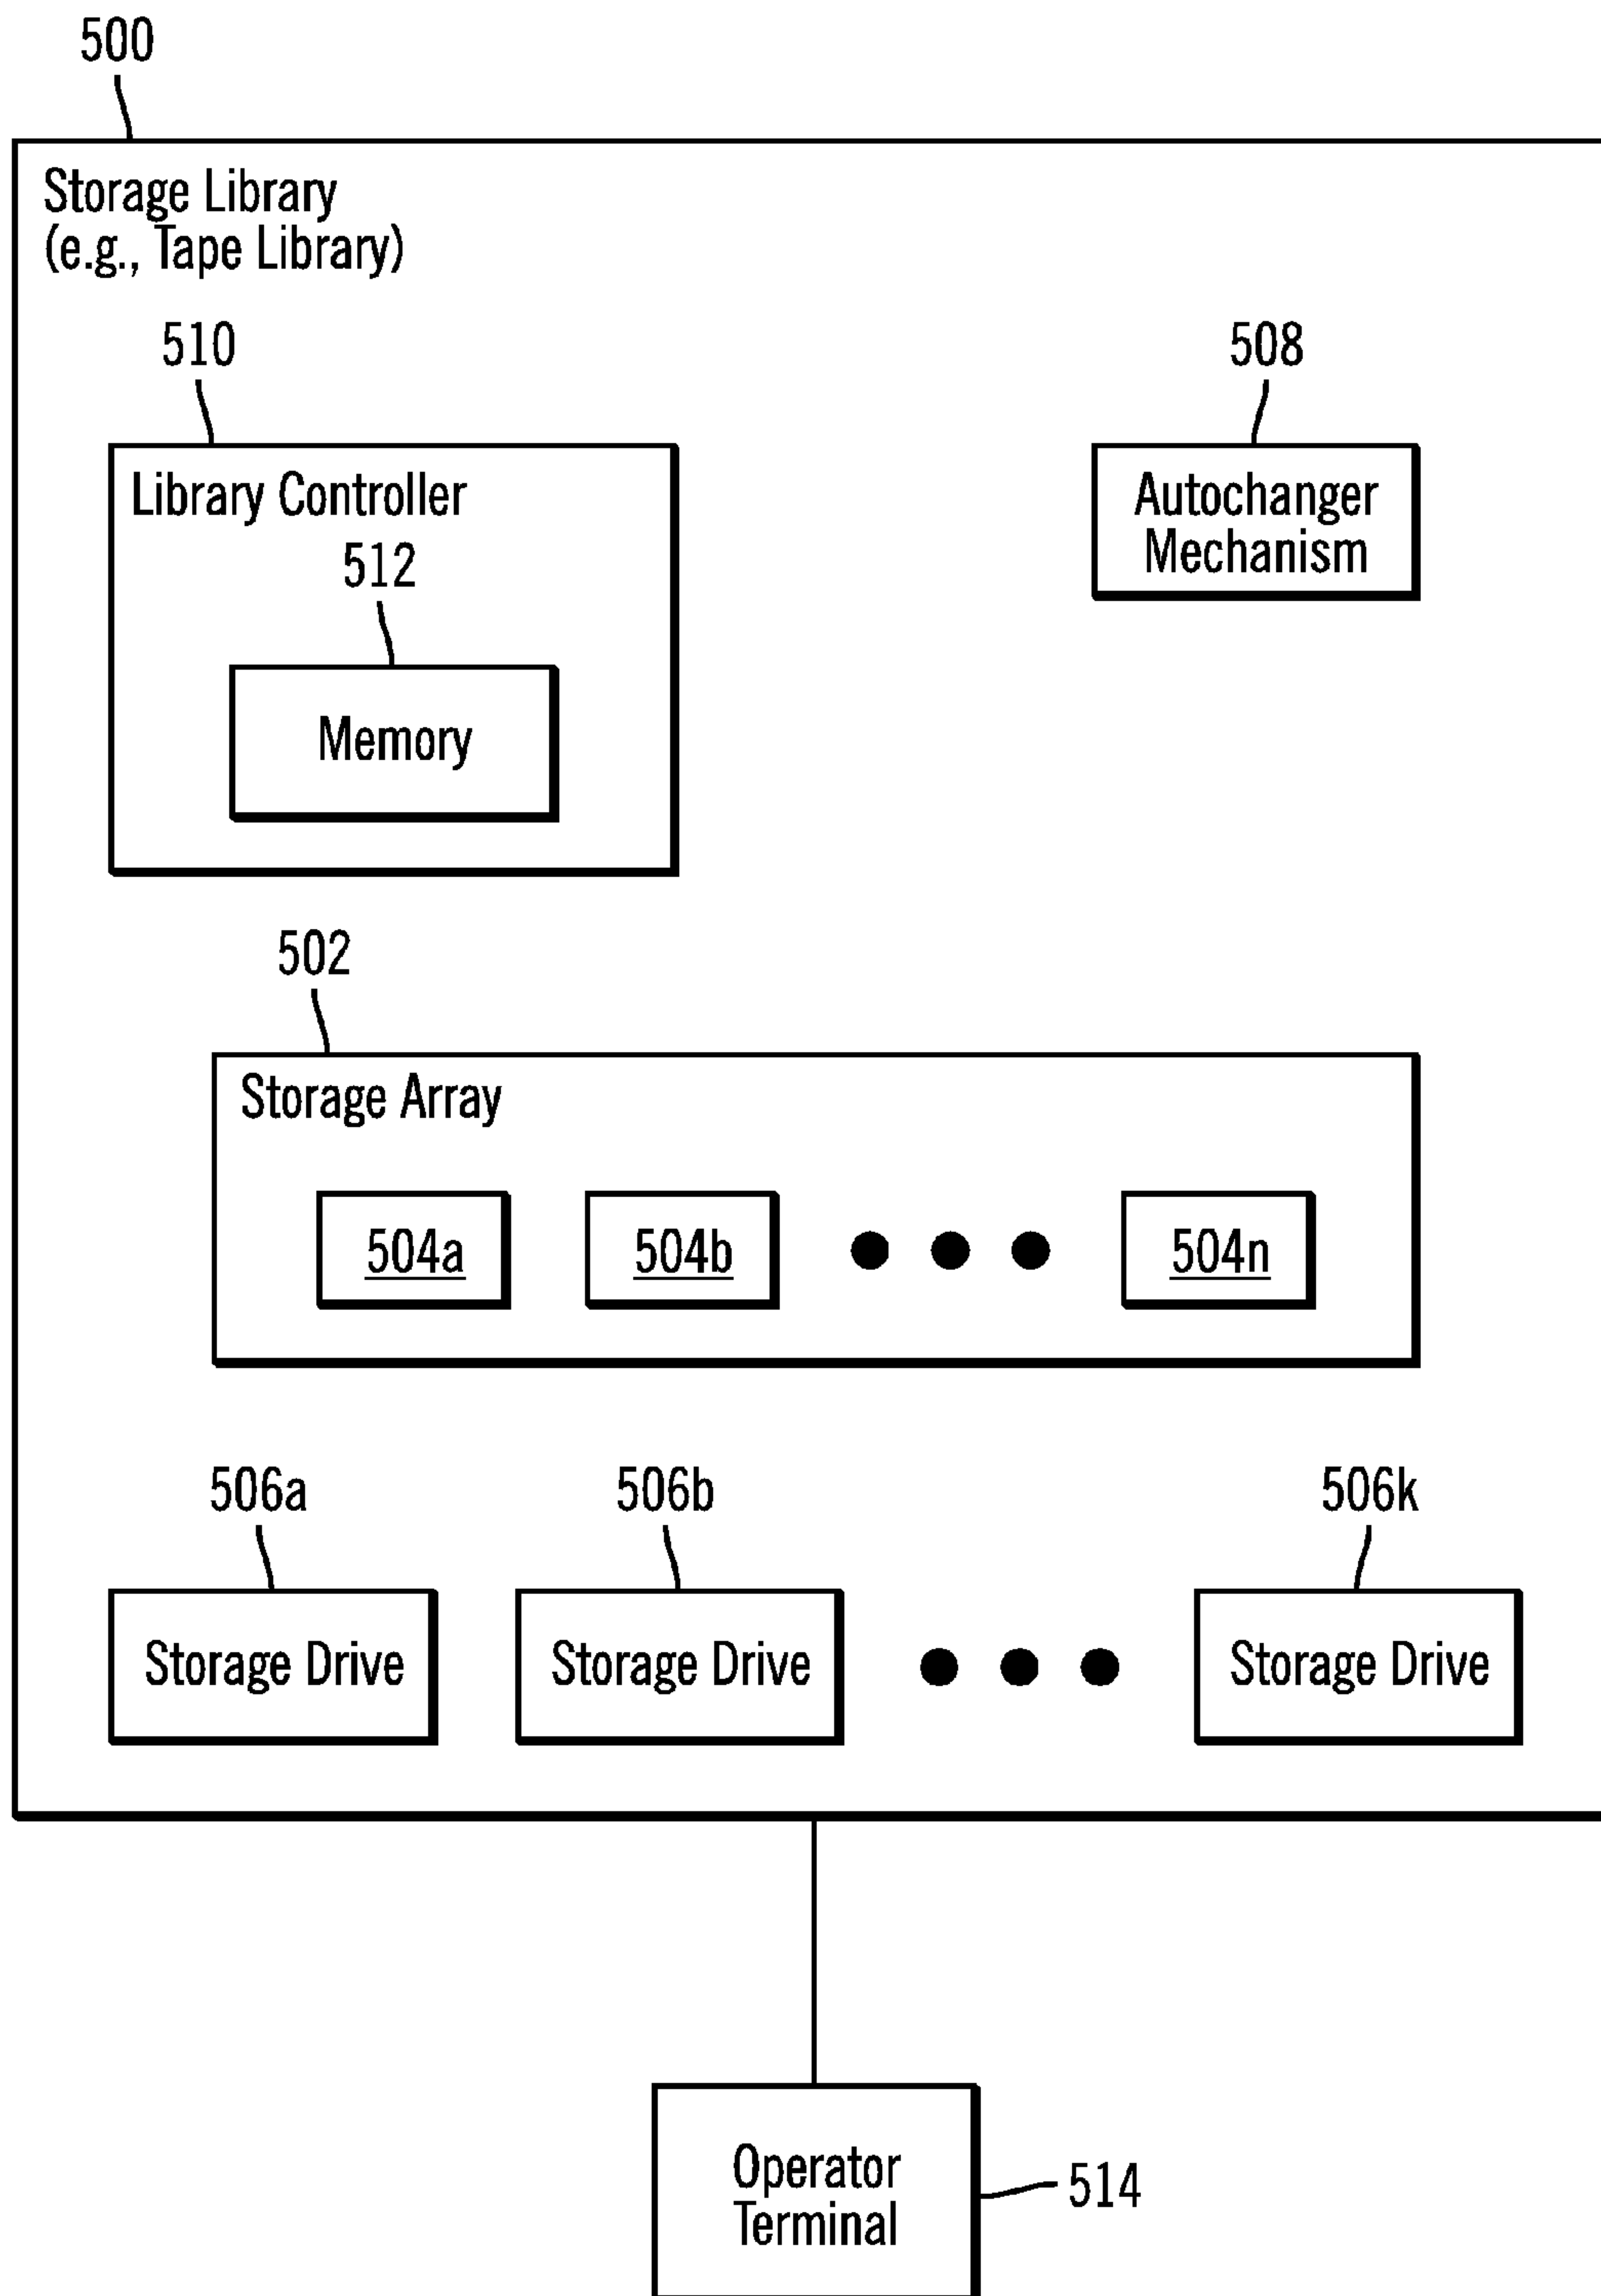 500
Storage Library
(e.g., Tape Library)
510
508
Library Controller
Autochanger
Mechanism
512
Memory
502
Storage Array
504a 504b 504n
506a 506b 506k
Storage Drive Storage Drive Storage Drive
Operator
Terminal
514